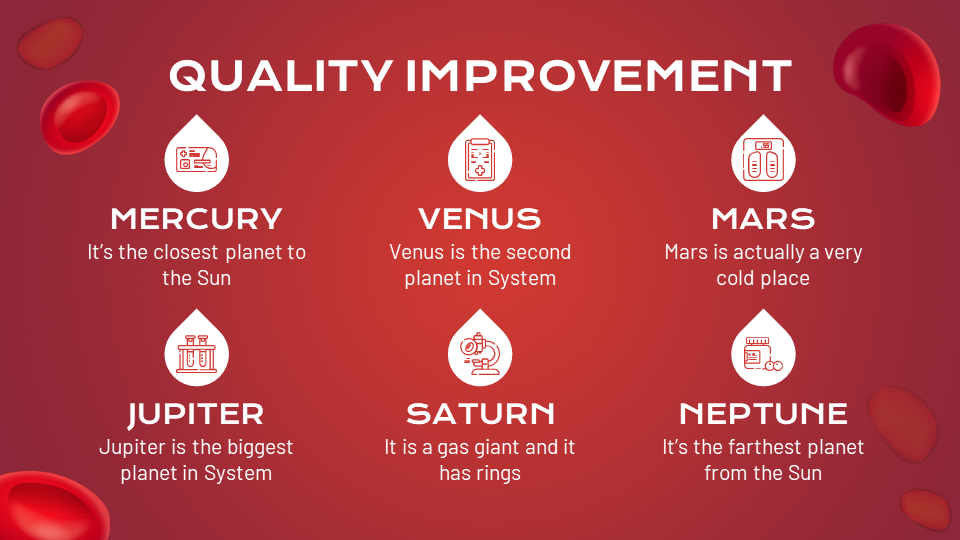 QUALITY IMPROVEMENT
MERCURY
It's the closest planet to
the Sun
VENUS
Venus is the second
planet in System
.55
MARS
Mars is actually a very
cold place
JUPITER
Jupiter is the biggest
planet in System
SATURN
It is a gas giant and it
has rings
NEPTUNE
It's the farthest planet
from the Sun